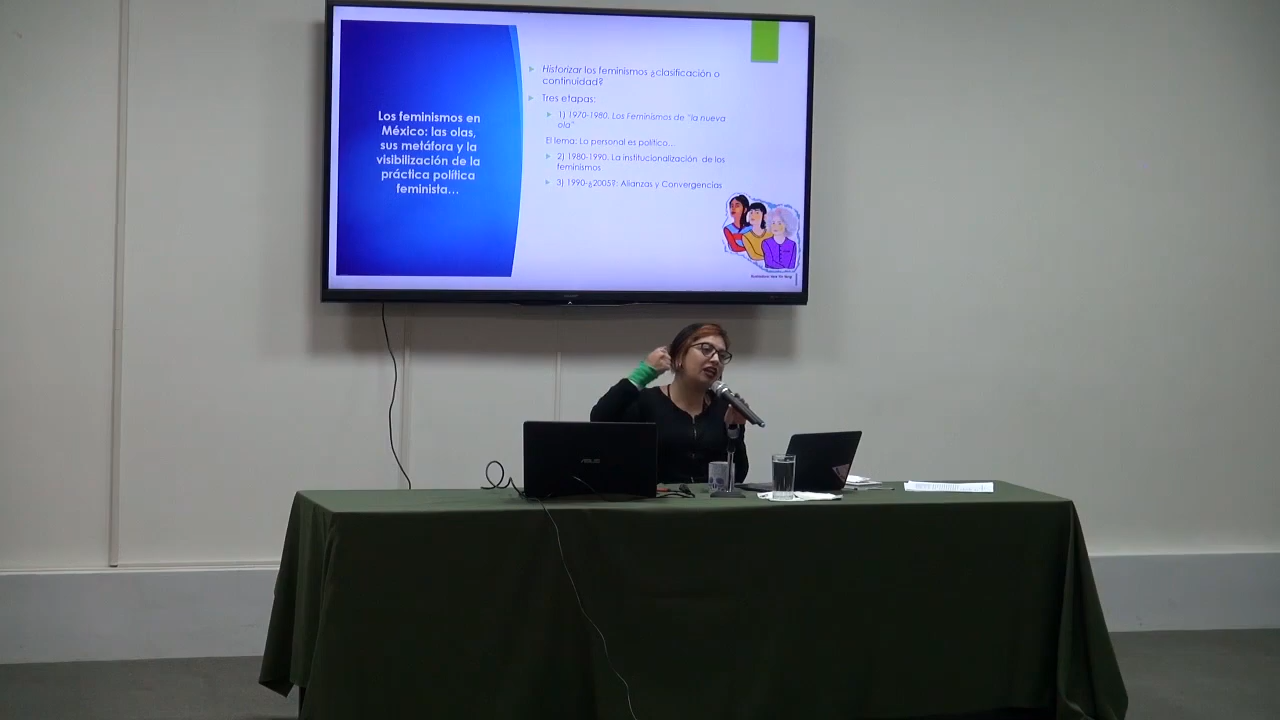 Los feminismos en
México: las olas,
sus metáfora y la
visibilización de la
práctica política
feminista...
Historizar los feminismos ¿clasificación o
continuidad?
Tres etapas:
1) 1970-1980. Los Feminismos de "la nueva
ola"
El lema: Lo personal es político...
2) 1980-1990. La institucionalización de los
feminismos
3) 1990-¿2005?: Alianzas y Convergencias
ASUS